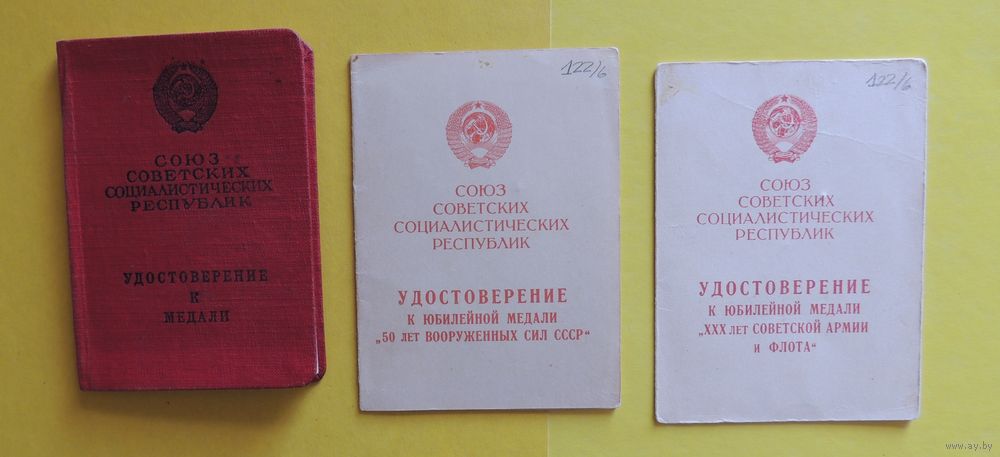 СОЮЗ
СОВЕТСКИХ
СОЦИАЛИСТИЧЕСКИХ
РЕСПУБЛИК
УДОСТОВЕРЕНИЕ
К
МЕДАЛИ
122/6
СОЮЗ
СОВЕТСКИХ
СОЦИАЛИСТИЧЕСКИХ
РЕСПУБЛИК
УДОСТОВЕРЕНИЕ
К ЮБИЛЕЙНОЙ МЕДАЛИ
„50 ЛЕТ ВООРУЖЕННЫХ СИЛ СССР“
122/6
СОЮЗ
СОВЕТСКИХ
СОЦИАЛИСТИЧЕСКИХ
РЕСПУБЛИК
УДОСТОВЕРЕНИЕ
К ЮБИЛЕЙНОЙ МЕДАЛИ
„XXX ЛЕТ СОВЕТСКОЙ АРМИИ
И ФЛОТА“
www.ay.by